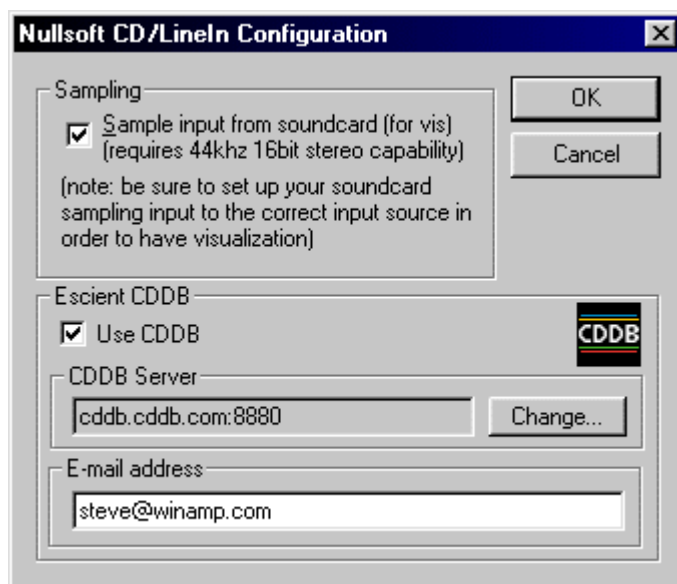 Nullsoft CD/LineIn Configuration
Sampling
Sample input from soundcard (for vis)
(requires 44khz 16bit stereo capability)
(note: be sure to set up your soundcard
sampling input to the correct input source in
order to have visualization)
OK
Cancel
Escient CDDB
Use CDDB
CDDB
CDDB Server
cddb.cddb.com:8880
Change...
E-mail address
steve@winamp.com